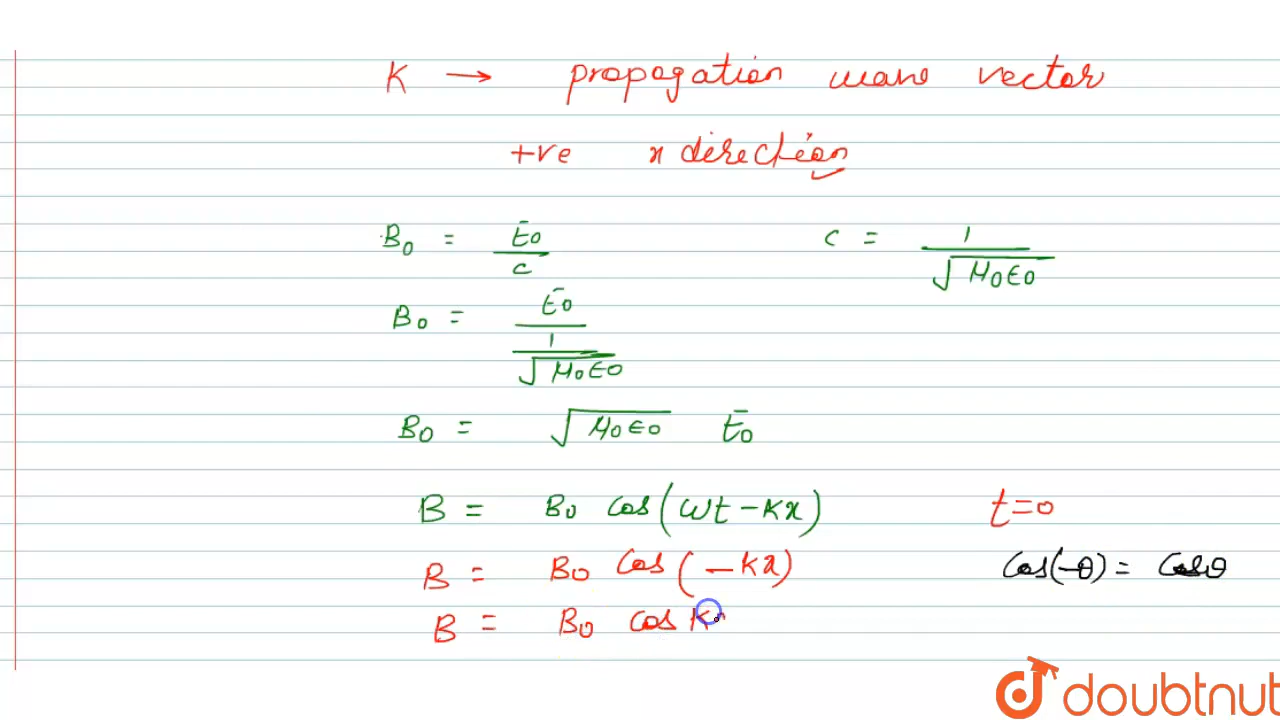 K → propagation wave vector
+ve x direction
B₀ = E₀/c c = 1/√μ₀ε₀
B₀ = E₀/(1/√μ₀ε₀)
B₀ = √μ₀ε₀ E₀
B = B₀ cos(ωt - Kx) t=0
B = B₀ Cos(-Kx) Cos(-θ) = Cosθ
B = B₀ cos K
doubtnut